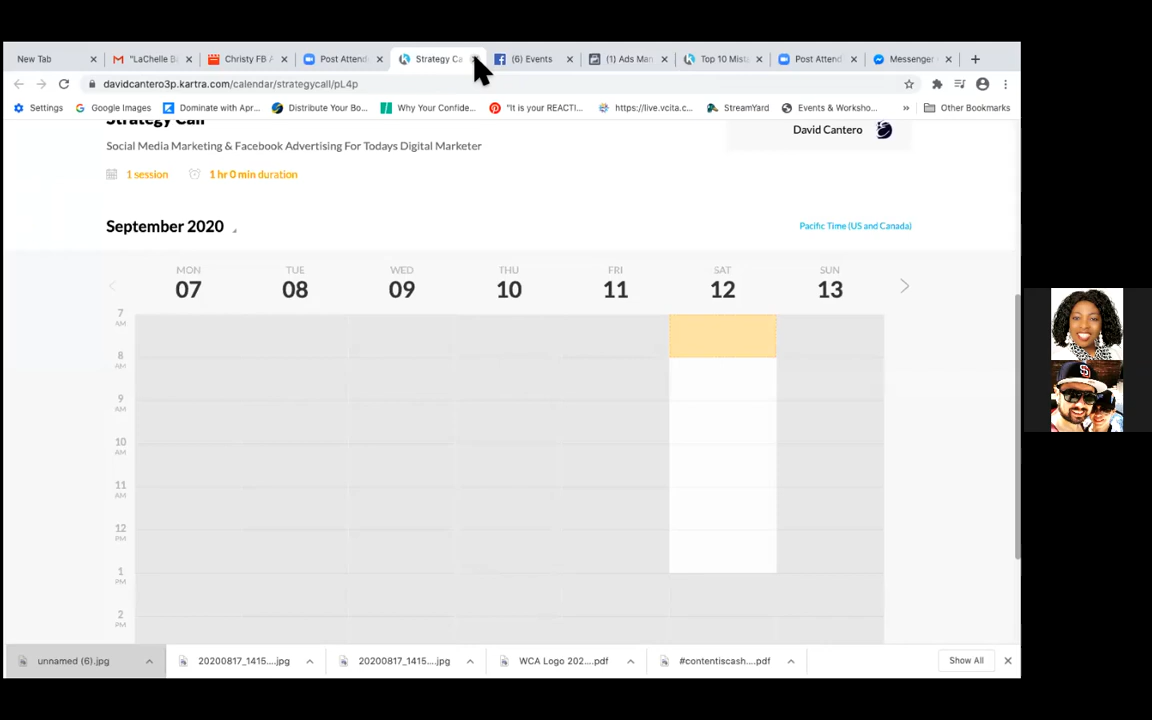 New Tab
"LaChelle B
Christy FB A
Post Attend
Strategy Ca
(6) Events
(1) Ads Man
Top 10 Mista
Post Attend
Messenger
davidcantero3p.kartra.com/calendar/strategycall/pL4p
Settings
Google Images
Dominate with Apr...
Distribute Your Bo...
Why Your Confide...
"It is your REACTI...
https://live.vcita.c...
StreamYard
Events & Worksho...
»
Other Bookmarks
Strategy Call
David Cantero
Social Media Marketing & Facebook Advertising For Todays Digital Marketer
1 session
1 hr 0 min duration
September 2020
Pacific Time (US and Canada)
MON TUE WED THU FRI SAT SUN
07 08 09 10 11 12 13
7
AM
8
AM
9
AM
10
AM
11
AM
12
PM
1
PM
2
PM
unnamed (6).jpg
20200817_1415....jpg
20200817_1415....jpg
WCA Logo 202....pdf
#contentiscash....pdf
Show All